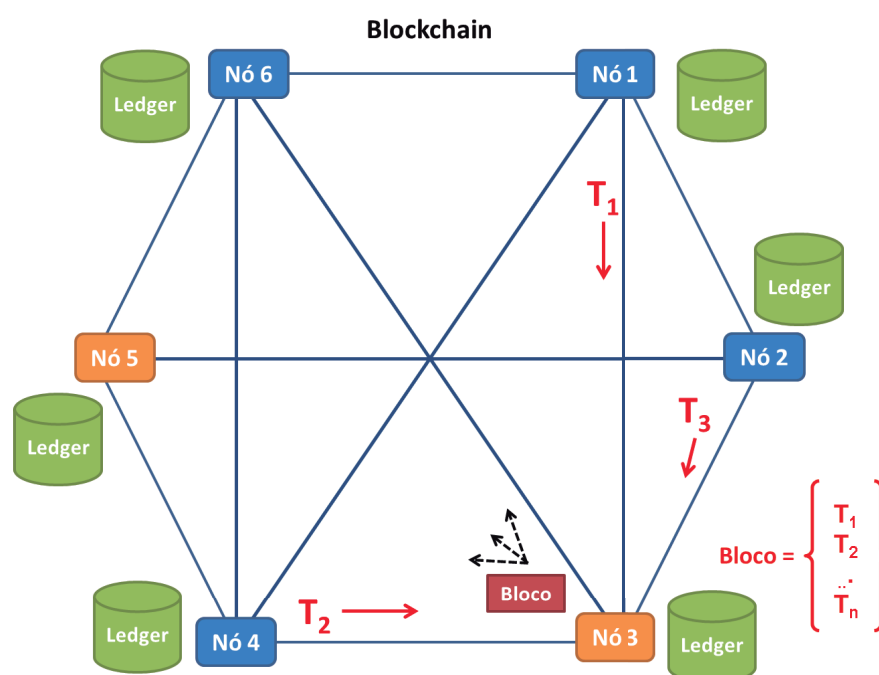 Blockchain
Nó 6
Nó 1
Ledger
Ledger
T1
Ledger
Nó 5
Nó 2
T3
Ledger
T1
Bloco =
T2
...
Bloco
Tn
Ledger
T2
Nó 4
Nó 3
Ledger